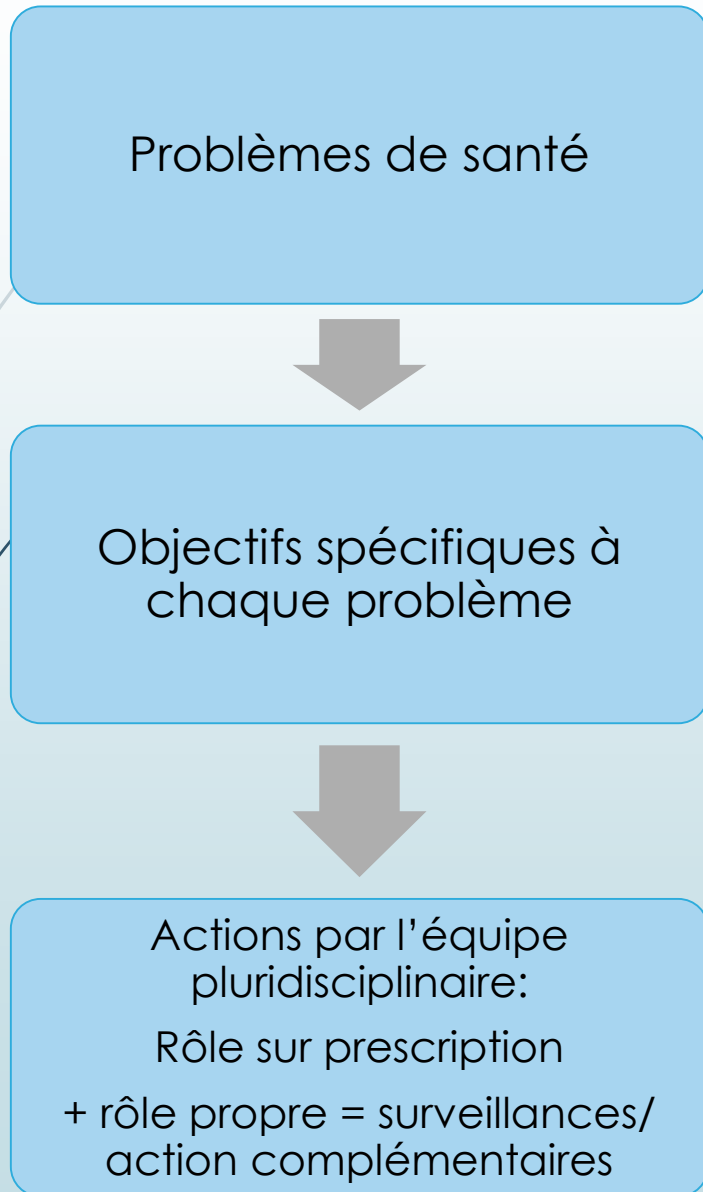 Problèmes de santé
Objectifs spécifiques à
chaque problème
Actions par l’équipe
pluridisciplinaire:
Rôle sur prescription
+ rôle propre = surveillances/
action complémentaires